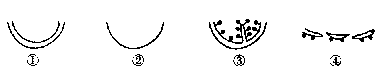 ① ② ③ ④